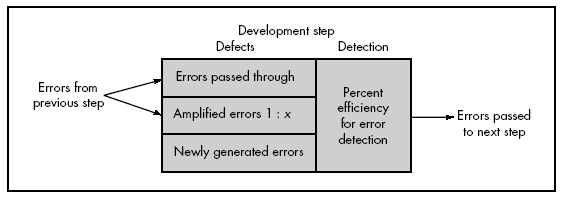 Development step
Defects
Detection
Errors from
previous step
Errors passed through
Amplified errors 1 : x
Newly generated errors
Percent
efficiency
for error
detection
Errors passed
to next step